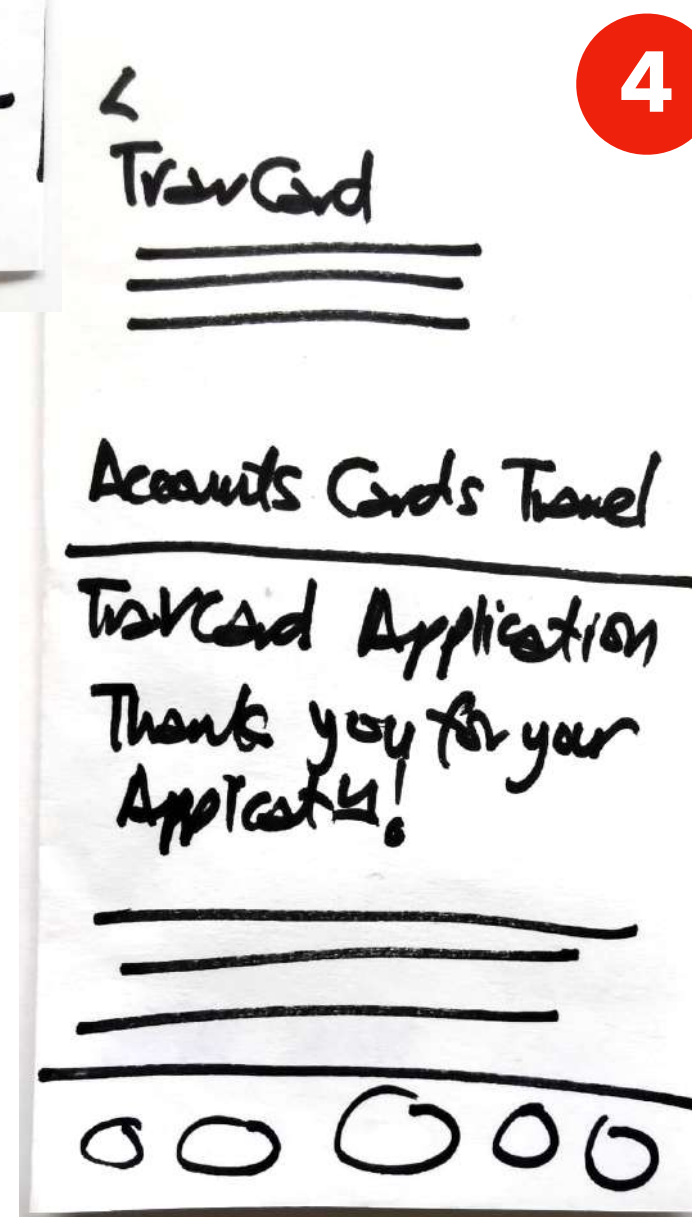 4
<
TravCard
Accounts Cards Travel
TravCard Application
Thank you for your
Application!